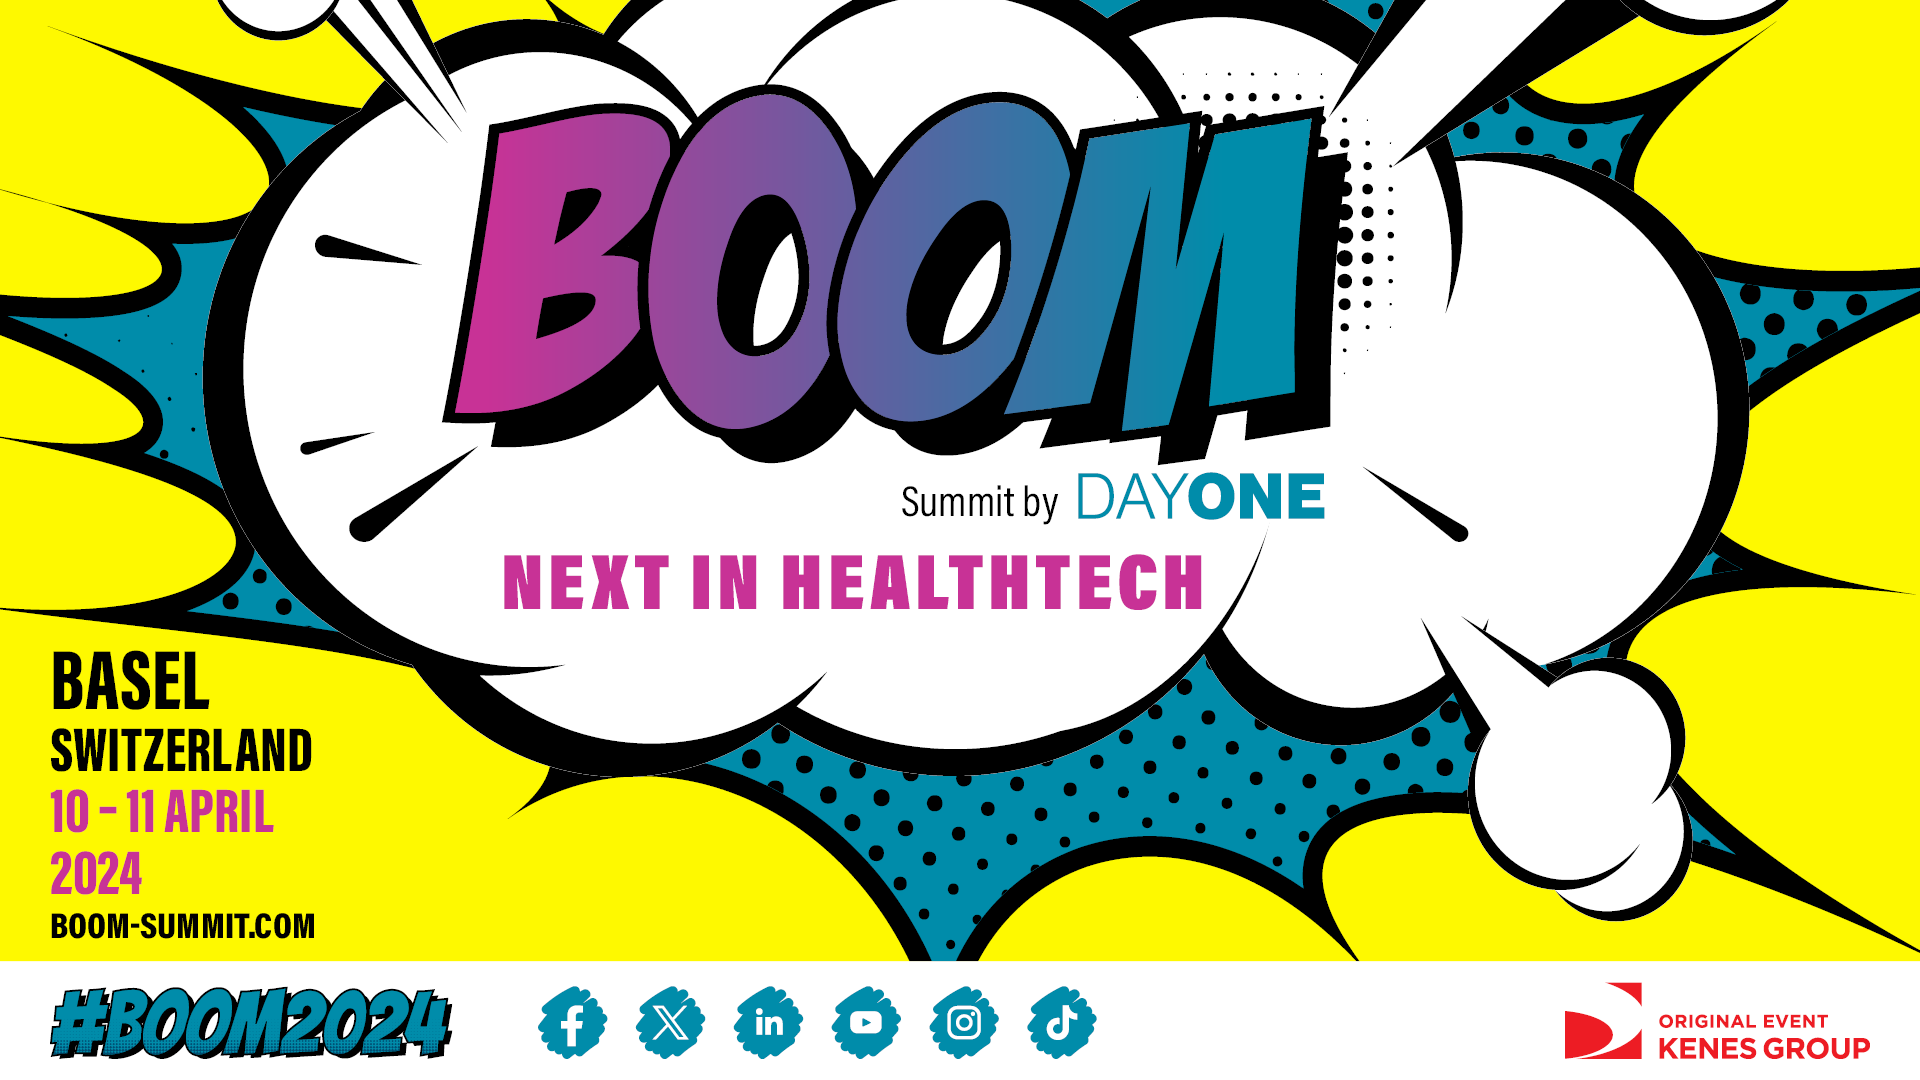 BOOM
Summit by DAYONE
NEXT IN HEALTHTECH
BASEL
SWITZERLAND
10 – 11 APRIL
2024
BOOM-SUMMIT.COM
#BOOM2024
ORIGINAL EVENT
KENES GROUP